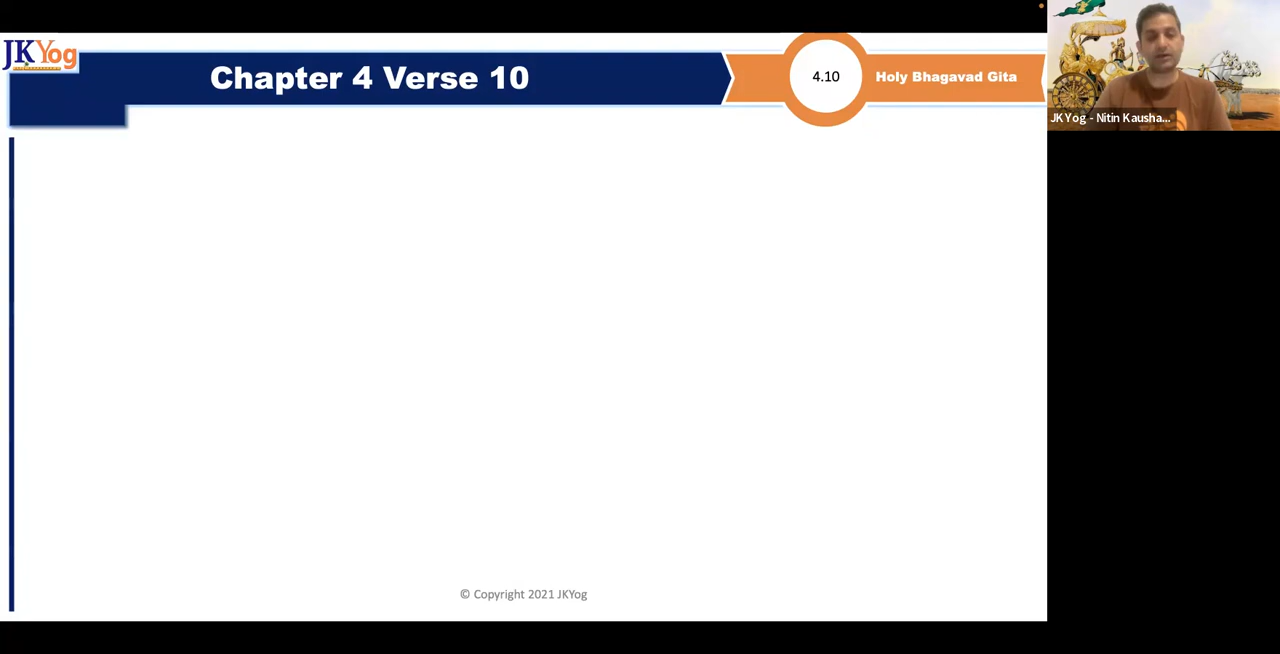 JKYog
Chapter 4 Verse 10
4.10
Holy Bhagavad Gita
JKYog - Nitin Kausha...
© Copyright 2021 JKYog